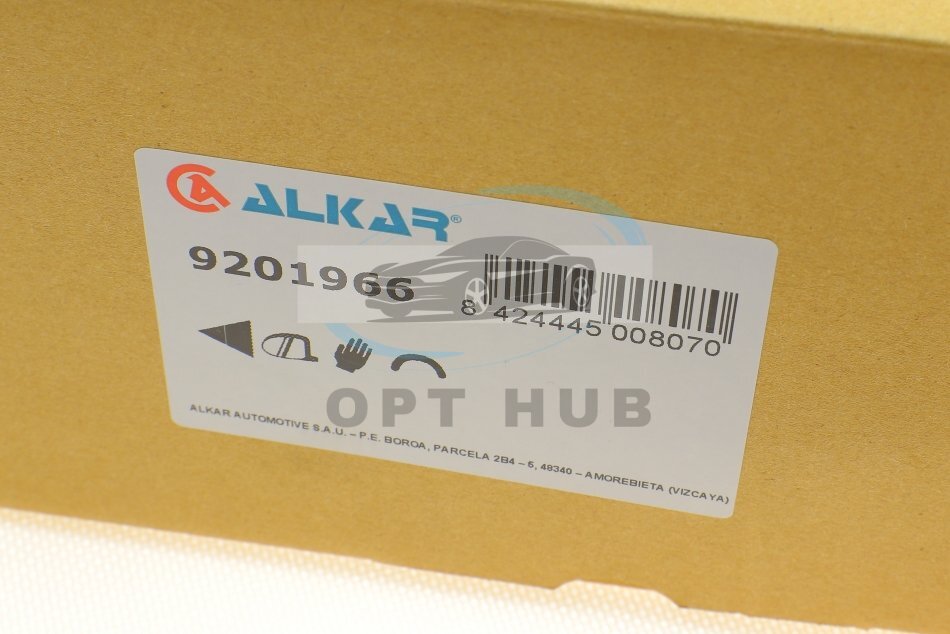 ALKAR®
9201966
8 424445 008070
OPT HUB
ALKAR AUTOMOTIVE S.A.U. – P.E. BOROA, PARCELA 2B4 – 5, 48340 – AMOREBIETA (VIZCAYA)